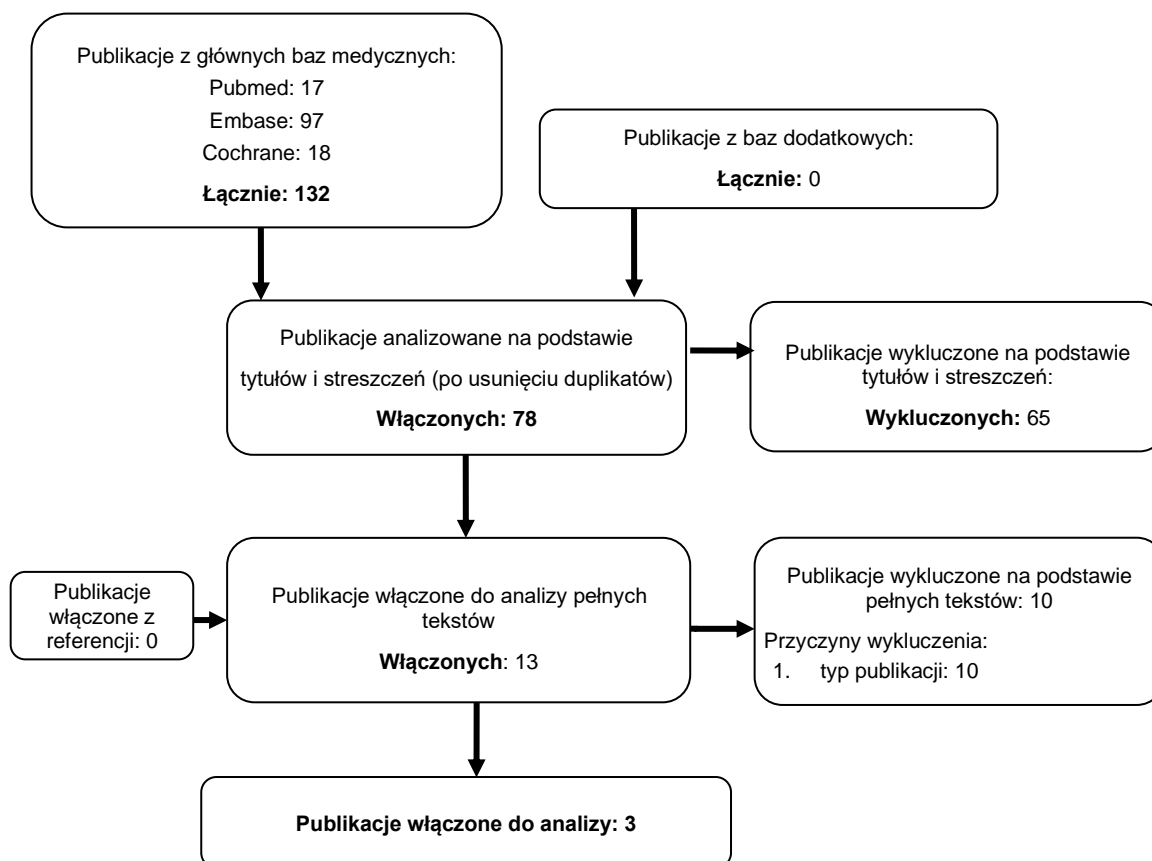 Publikacje z głównych baz medycznych:
Pubmed: 17
Embase: 97
Cochrane: 18
Łącznie: 132
Publikacje z baz dodatkowych:
Łącznie: 0
Publikacje analizowane na podstawie
tytułów i streszczeń (po usunięciu duplikatów)
Włączonych: 78
Publikacje wykluczone na podstawie
tytułów i streszczeń:
Wykluczonych: 65
Publikacje
włączone z
referencji: 0
Publikacje włączone do analizy pełnych
tekstów
Włączonych: 13
Publikacje wykluczone na podstawie
pełnych tekstów: 10
Przyczyny wykluczenia:
1. typ publikacji: 10
Publikacje włączone do analizy: 3